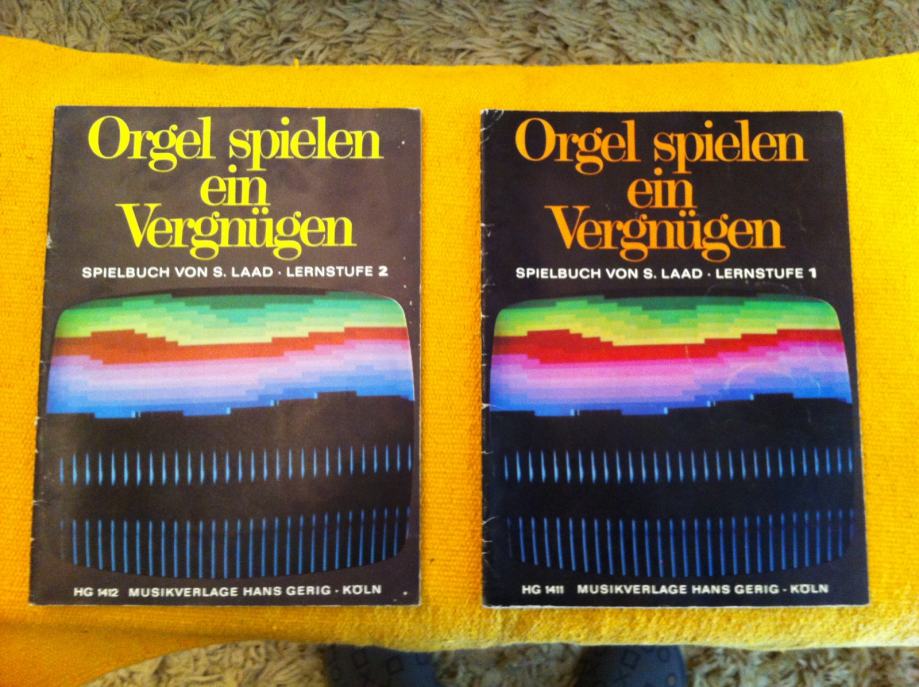 Orgel spielen
ein
Vergnügen
SPIELBUCH VON S. LAAD · LERNSTUFE 2
HG 1412 MUSIKVERLAGE HANS GERIG - KÖLN
Orgel spielen
ein
Vergnügen
SPIELBUCH VON S. LAAD · LERNSTUFE 1
HG 1411 MUSIKVERLAGE HANS GERIG - KÖLN